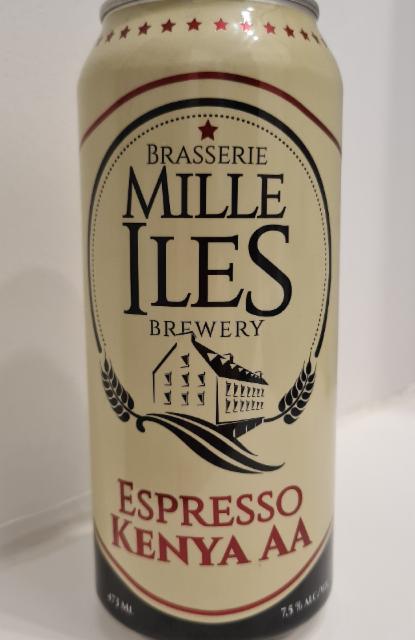 BRASSERIE
MILLE
ILES
BREWERY
ESPRESSO
KENYA AA
473 ML
7.5 % ALC./VOL.